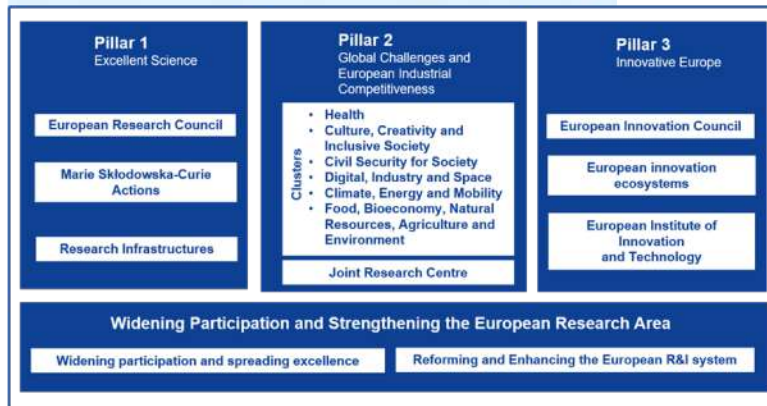 Pillar 1
Excellent Science
European Research Council
Marie Skłodowska-Curie
Actions
Research Infrastructures
Pillar 2
Global Challenges and
European Industrial
Competitiveness
Clusters
• Health
• Culture, Creativity and
Inclusive Society
• Civil Security for Society
• Digital, Industry and Space
• Climate, Energy and Mobility
• Food, Bioeconomy, Natural
Resources, Agriculture and
Environment
Joint Research Centre
Pillar 3
Innovative Europe
European Innovation Council
European innovation
ecosystems
European Institute of
Innovation
and Technology
Widening Participation and Strengthening the European Research Area
Widening participation and spreading excellence
Reforming and Enhancing the European R&I system